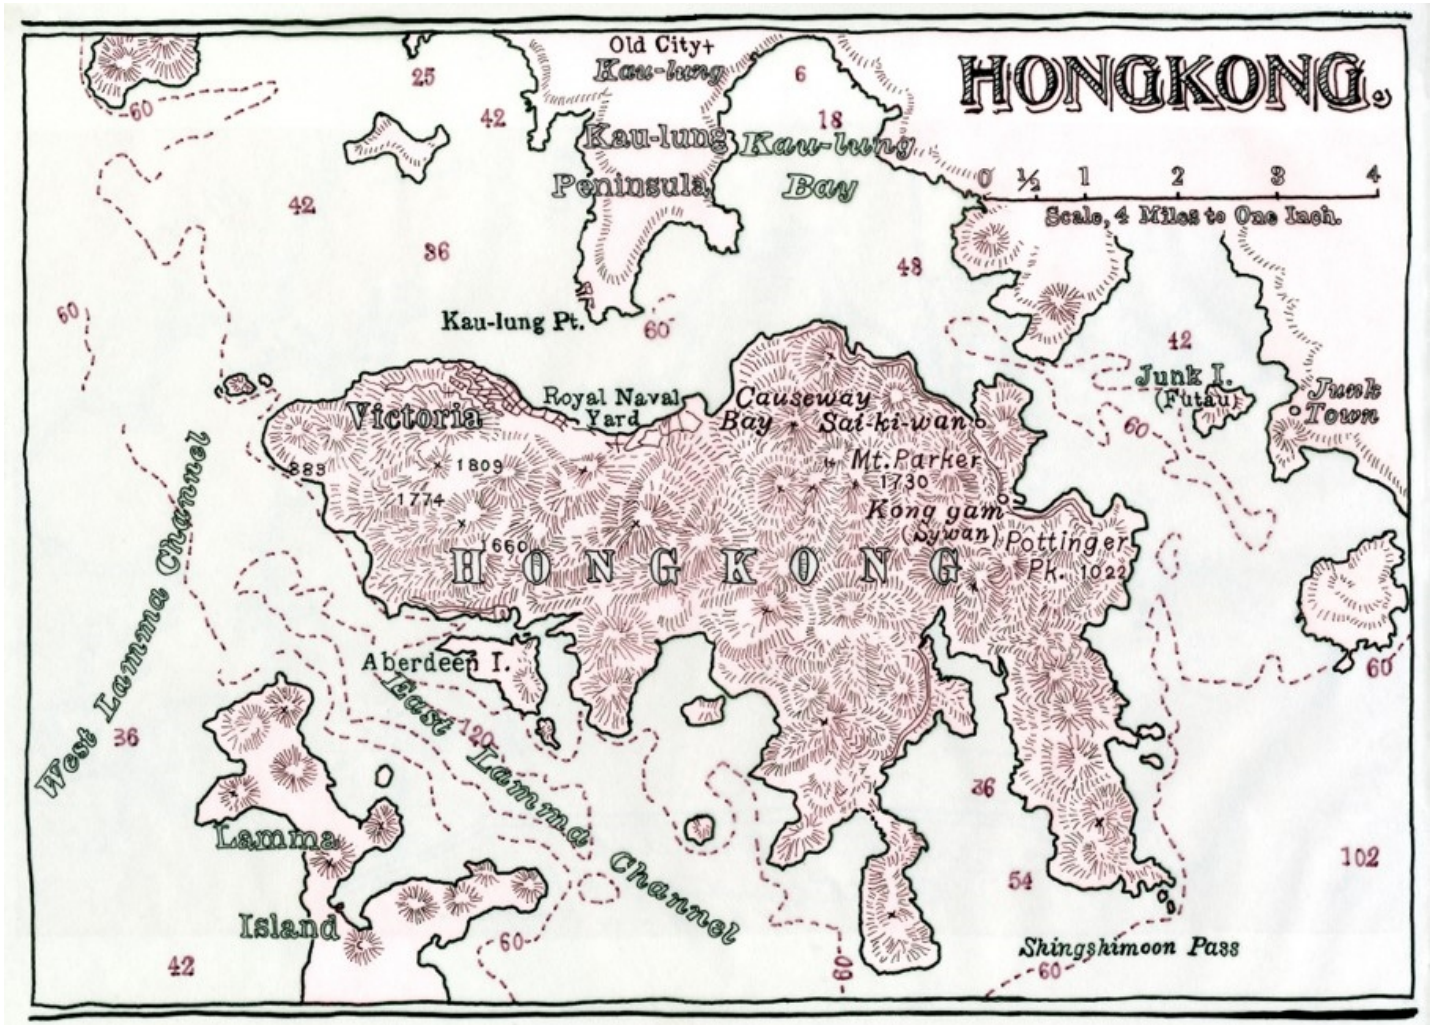 HONGKONG.
Old City+
Kau-lung
25
6
60
42
18
Kau-lung
Peninsula
Kau-lung
Bay
0 ½ 1 2 3 4
Scale, 4 Miles to One Inch.
42
36
48
60
Kau-lung Pt.
60
42
Junk I.
(Futau)
Junk
Town
60
Victoria
Royal Naval
Yard
Causeway
Bay
Sai-ki-wan
Mt. Parker
1730
383
1809
1774
1660
Kong gam
(Sywan)
Pottinger
Pk. 1022
HONGKONG
West Lamma Channel
Aberdeen I.
East Lamma Channel
120
60
36
36
Lamma
Island
54
102
42
60
60
60
Shingshimoon Pass